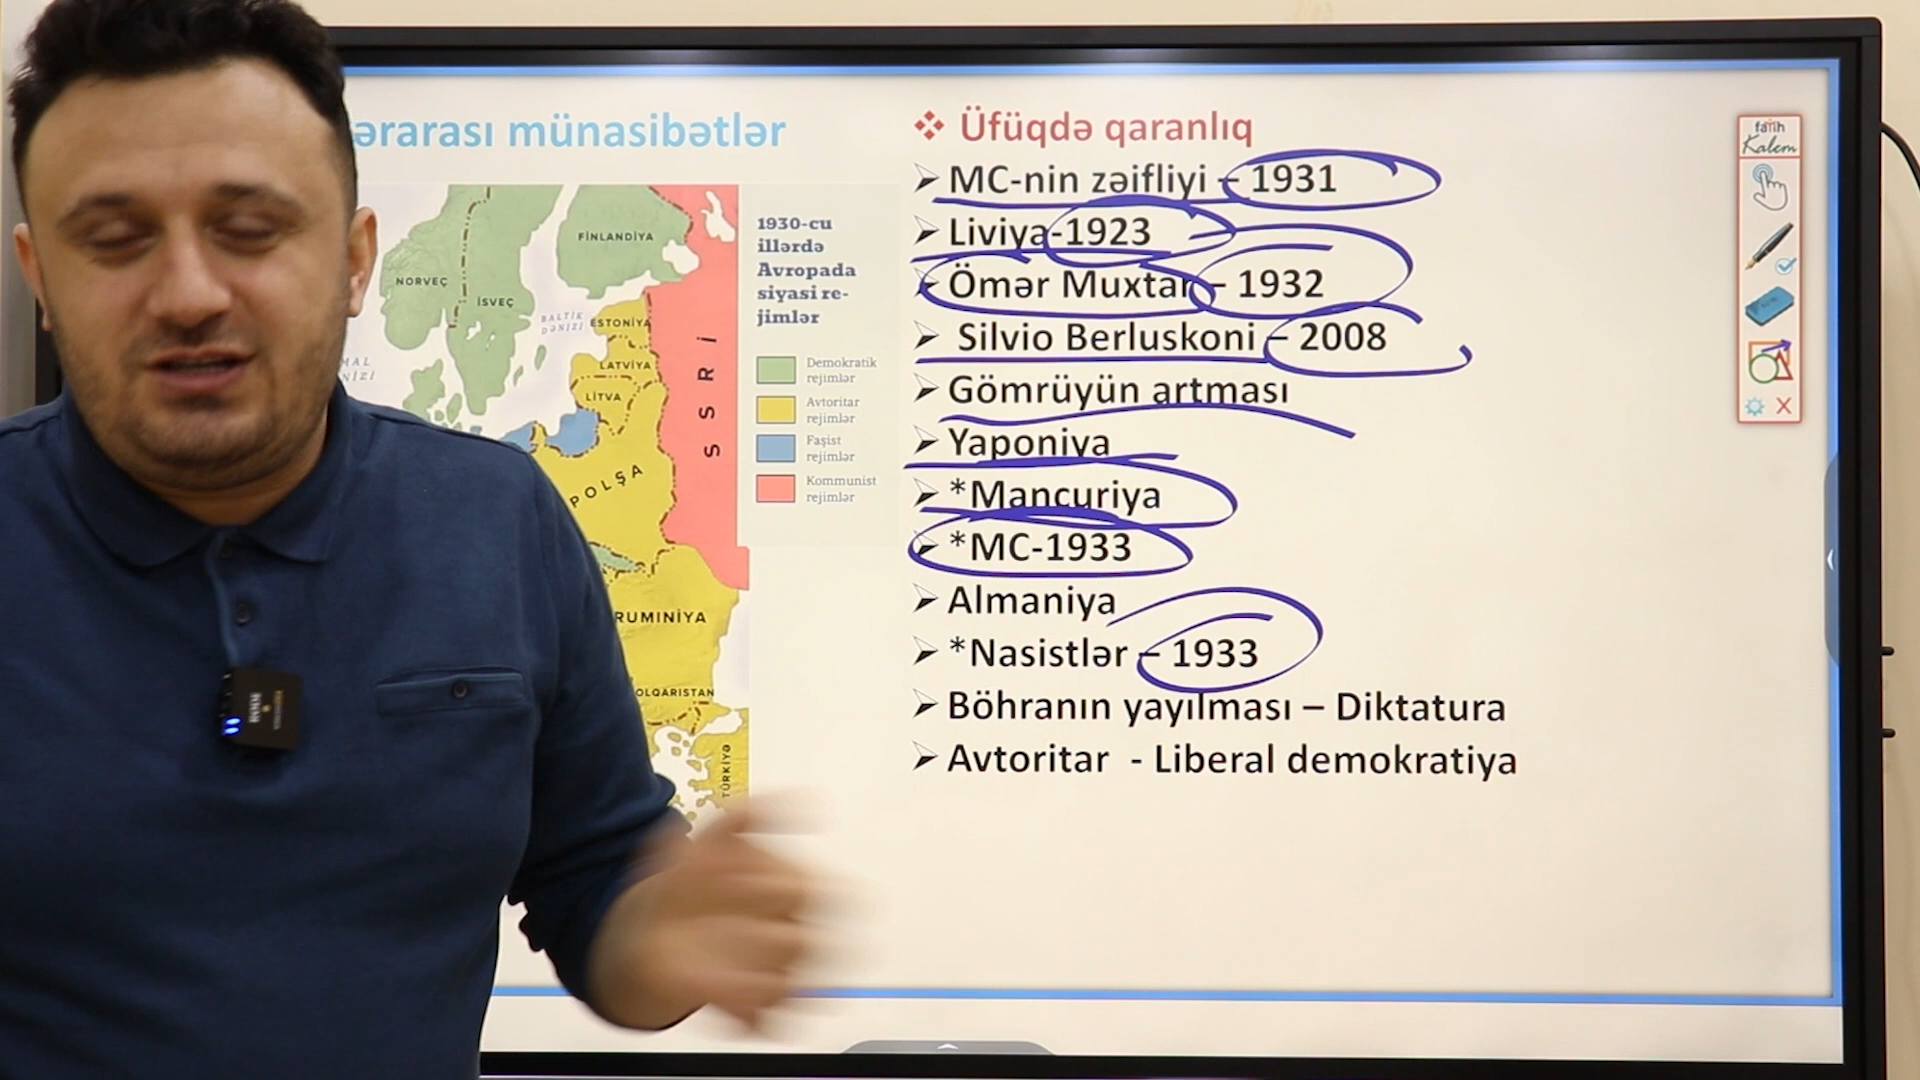 ərarası münasibətlər
❖ Üfüqdə qaranlıq
➢ MC-nin zəifliyi – 1931
➢ Liviya-1923
➢ Ömər Muxtar – 1932
➢ Silvio Berluskoni – 2008
➢ Gömrüyün artması
➢ Yaponiya
➢ *Mancuriya
➢ *MC-1933
➢ Almaniya
➢ *Nasistlər – 1933
➢ Böhranın yayılması – Diktatura
➢ Avtoritar - Liberal demokratiya
1930-cu
illərdə
Avropada
siyasi re-
jimlər
Demokratik
rejimlər
Avtoritar
rejimlər
Faşist
rejimlər
Kommunist
rejimlər
FİNLANDİYA
NORVEÇ
İSVEÇ
BALTİK
DƏNİZİ
ESTONİYA
LATVİYA
LİTVA
SSRİ
POLŞA
RUMINİYA
OLQARISTAN
TÜRKİYƏ
fatih
Kalem